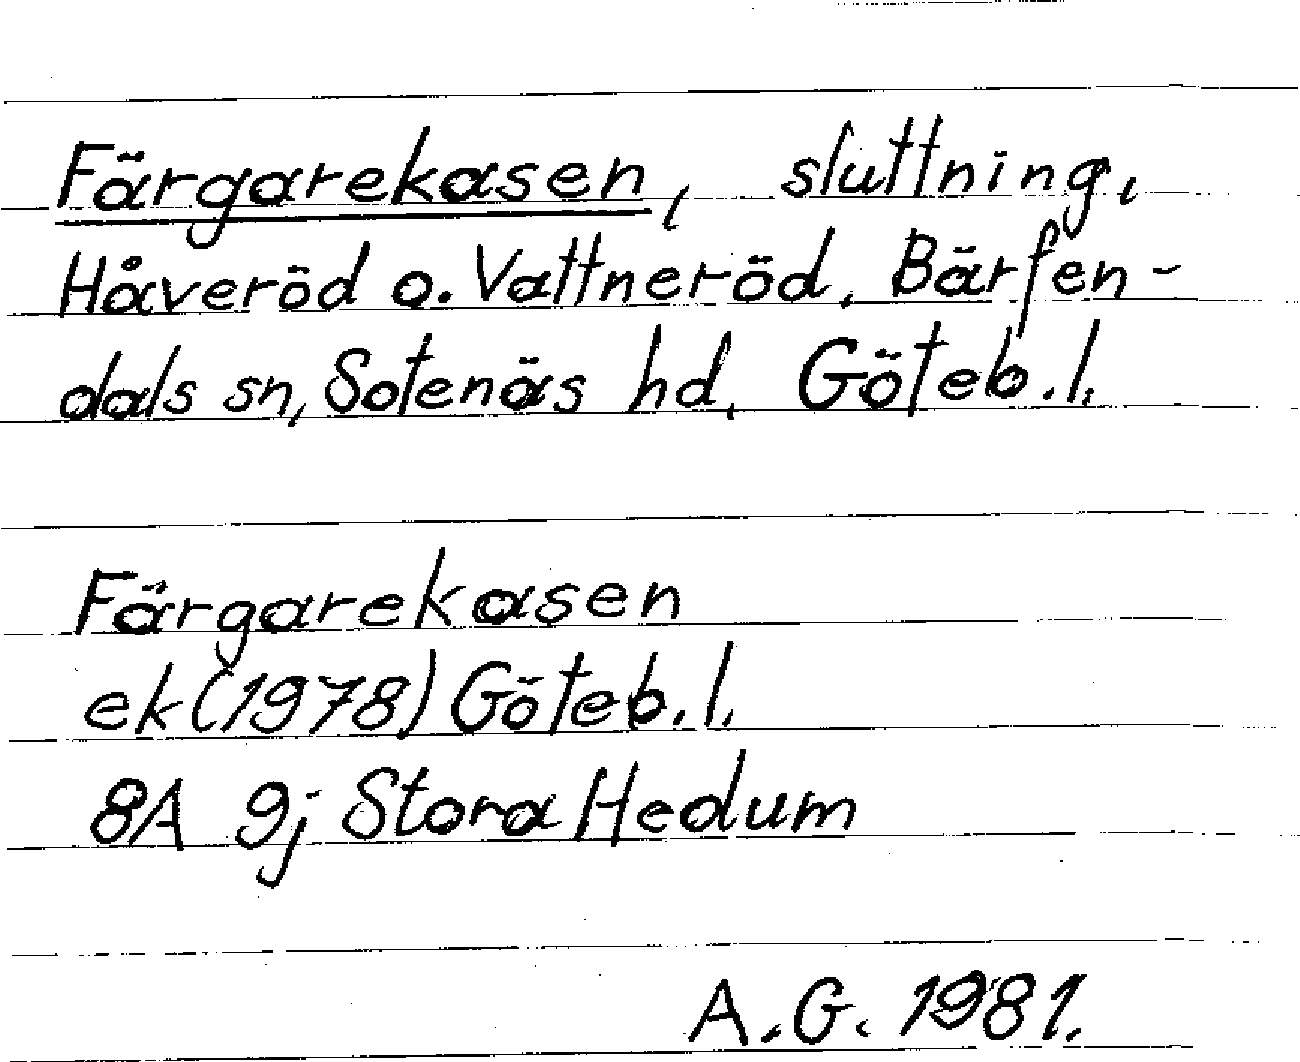 Färgarekasen, sluttning,
Håveröd o. Vattneröd, Bärfen-
dals sn, Sotenäs hd, Göteb.l.
Färgarekasen
ek (1978) Göteb.l.
8A 9j Stora Hedum
A.G. 1981.